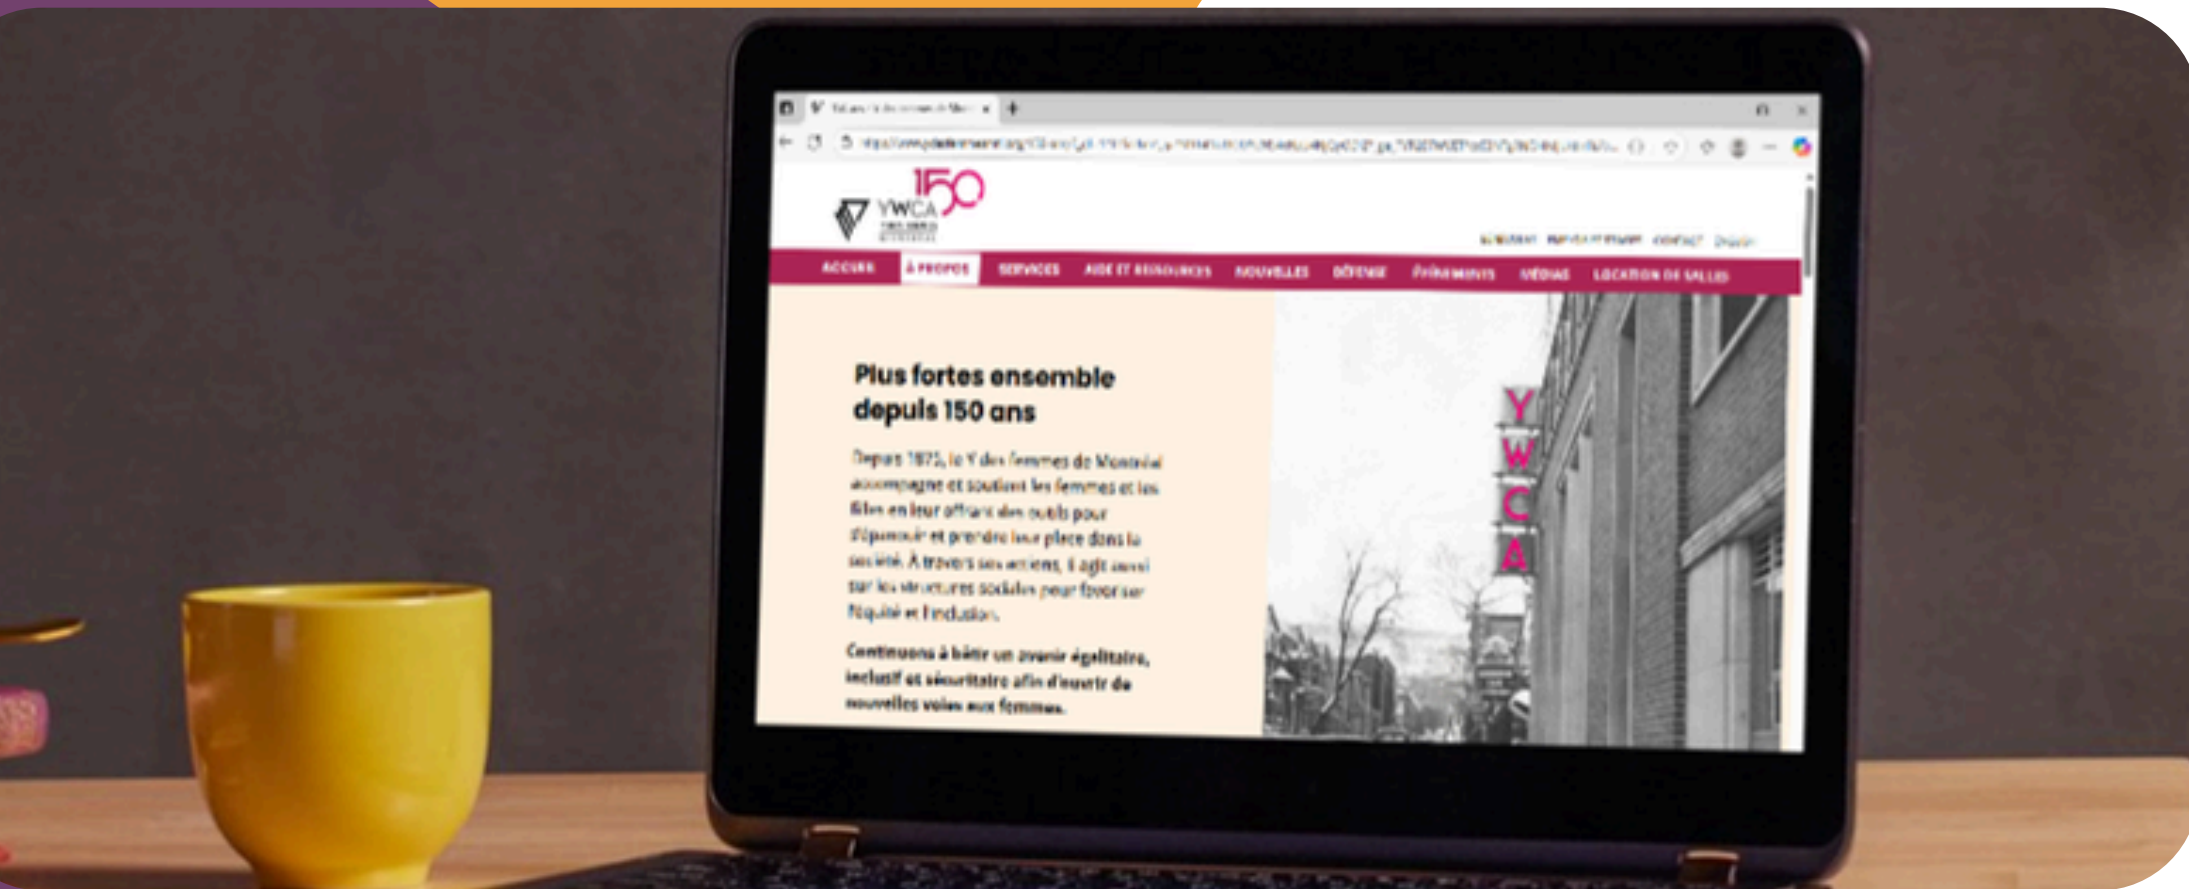 150
YWCA
ACCUEIL À PROPOS SERVICES AIDE ET RESSOURCES NOUVELLES DÉFENSE ÉVÉNEMENTS MÉDIAS LOCATION DE SALLES
Plus fortes ensemble
depuis 150 ans
Depuis 1875, le Y des femmes de Montréal
accompagne et soutient les femmes et les
filles en leur offrant des outils pour
s'épanouir et prendre leur place dans la
société. À travers ses actions, il agit aussi
sur les structures sociales pour favoriser
l'équité et l'inclusion.
Continuons à bâtir un avenir égalitaire,
inclusif et sécuritaire afin d'ouvrir de
nouvelles voies aux femmes.
Y
W
C
A